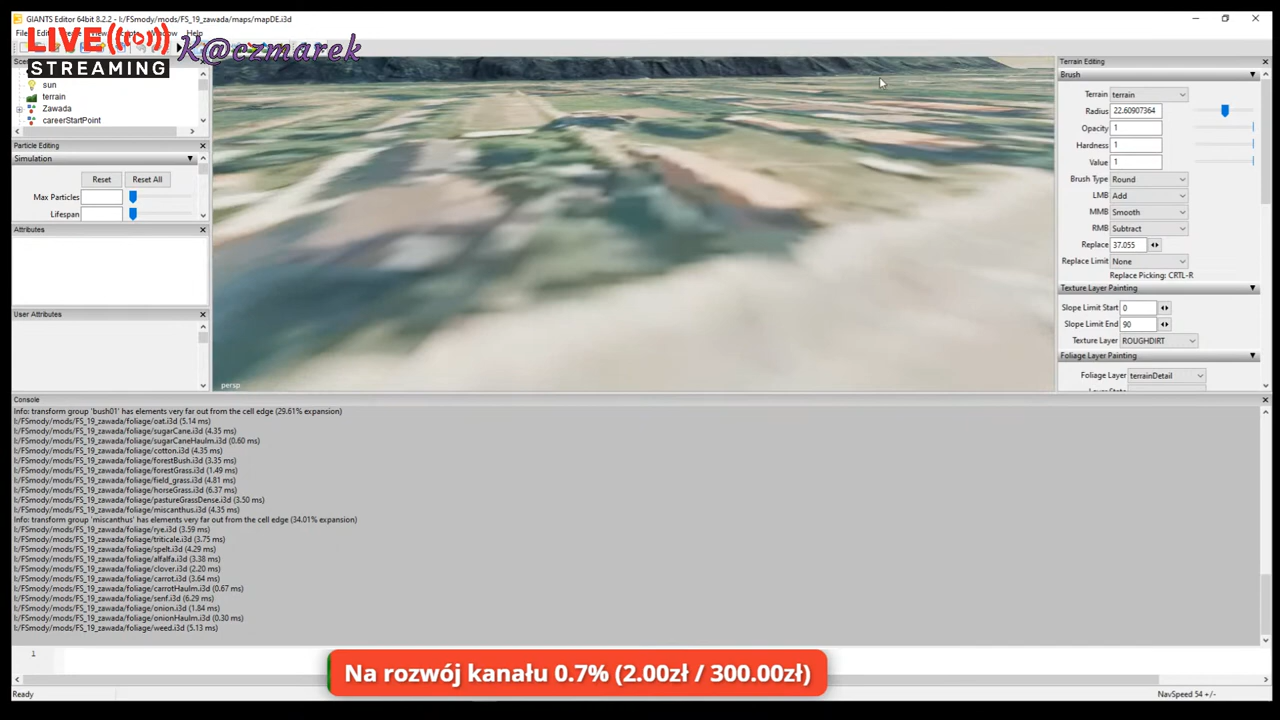 GIANTS Editor 64bit 8.2.2 - I:/FSmody/mods/FS_19_zawada/maps/mapDE.i3d
Help
LIVE
STREAMING
K@czmarek
sun
terrain
Zawada
careerStartPoint
Particle Editing
Simulation
Reset
Reset All
Max Particles
Lifespan
Attributes
User Attributes
persp
Terrain Editing
Brush
Terrain terrain
Radius 22.60907364
Opacity 1
Hardness 1
Value 1
Brush Type Round
LMB Add
MMB Smooth
RMB Subtract
Replace 37.055
Replace Limit None
Replace Picking: CRTL-R
Texture Layer Painting
Slope Limit Start 0
Slope Limit End 90
Texture Layer ROUGHDIRT
Foliage Layer Painting
Foliage Layer terrainDetail
Console
Info: transform group 'bush01' has elements very far out from the cell edge (29.61% expansion)
I:/FSmody/mods/FS_19_zawada/foliage/oat.i3d (5.14 ms)
I:/FSmody/mods/FS_19_zawada/foliage/sugarCane.i3d (4.35 ms)
I:/FSmody/mods/FS_19_zawada/foliage/sugarCaneHaulm.i3d (0.60 ms)
I:/FSmody/mods/FS_19_zawada/foliage/cotton.i3d (4.35 ms)
I:/FSmody/mods/FS_19_zawada/foliage/forestBush.i3d (3.35 ms)
I:/FSmody/mods/FS_19_zawada/foliage/forestGrass.i3d (1.49 ms)
I:/FSmody/mods/FS_19_zawada/foliage/field_grass.i3d (4.81 ms)
I:/FSmody/mods/FS_19_zawada/foliage/horseGrass.i3d (6.37 ms)
I:/FSmody/mods/FS_19_zawada/foliage/pastureGrassDense.i3d (3.50 ms)
I:/FSmody/mods/FS_19_zawada/foliage/miscanthus.i3d (4.35 ms)
Info: transform group 'miscanthus' has elements very far out from the cell edge (34.01% expansion)
I:/FSmody/mods/FS_19_zawada/foliage/rye.i3d (3.59 ms)
I:/FSmody/mods/FS_19_zawada/foliage/triticale.i3d (3.75 ms)
I:/FSmody/mods/FS_19_zawada/foliage/spelt.i3d (4.29 ms)
I:/FSmody/mods/FS_19_zawada/foliage/alfalfa.i3d (3.38 ms)
I:/FSmody/mods/FS_19_zawada/foliage/clover.i3d (2.20 ms)
I:/FSmody/mods/FS_19_zawada/foliage/carrot.i3d (3.64 ms)
I:/FSmody/mods/FS_19_zawada/foliage/carrotHaulm.i3d (0.67 ms)
I:/FSmody/mods/FS_19_zawada/foliage/senf.i3d (6.29 ms)
I:/FSmody/mods/FS_19_zawada/foliage/onion.i3d (1.84 ms)
I:/FSmody/mods/FS_19_zawada/foliage/onionHaulm.i3d (0.30 ms)
I:/FSmody/mods/FS_19_zawada/foliage/weed.i3d (5.13 ms)
1
Na rozwój kanału 0.7% (2.00zł / 300.00zł)
Ready
NavSpeed 54 +/-